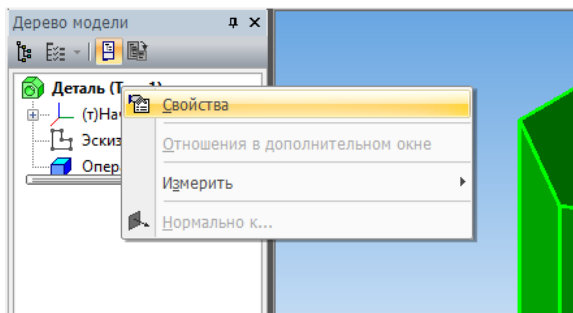 Дерево модели
Деталь (Т
Свойства
(т)Нач
Отношения в дополнительном окне
Эскиз
Опер
Измерить
Нормально к...